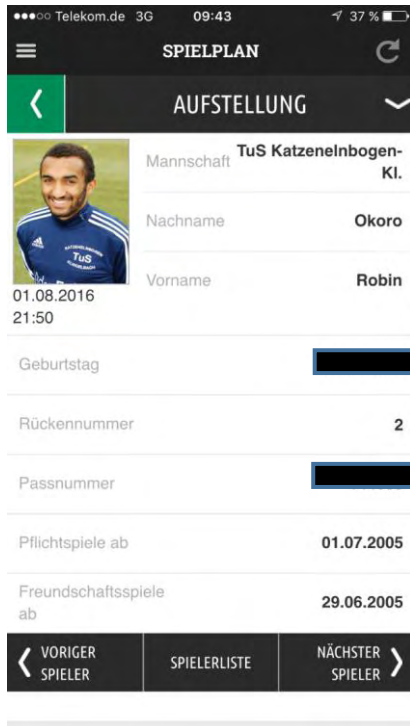 Telekom.de 3G 09:43 37 %
SPIELPLAN
AUFSTELLUNG
Mannschaft TuS Katzenelnbogen-
Kl.
Nachname Okoro
Vorname Robin
TuS
01.08.2016
21:50
Geburtstag
Rückennummer 2
Passnummer
Pflichtspiele ab 01.07.2005
Freundschaftsspiele
ab 29.06.2005
VORIGER
SPIELER
SPIELERLISTE
NÄCHSTER
SPIELER